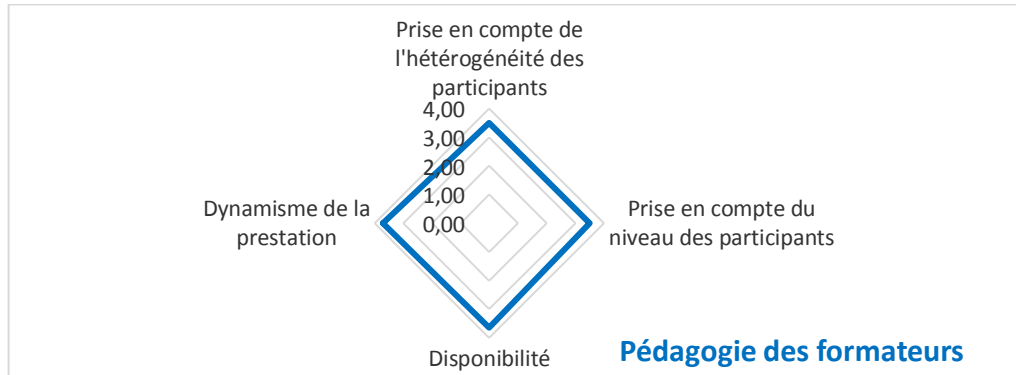 Prise en compte de
l'hétérogénéité des
participants
4,00
3,00
2,00
1,00
0,00
Dynamisme de la
prestation
Prise en compte du
niveau des participants
Disponibilité
Pédagogie des formateurs